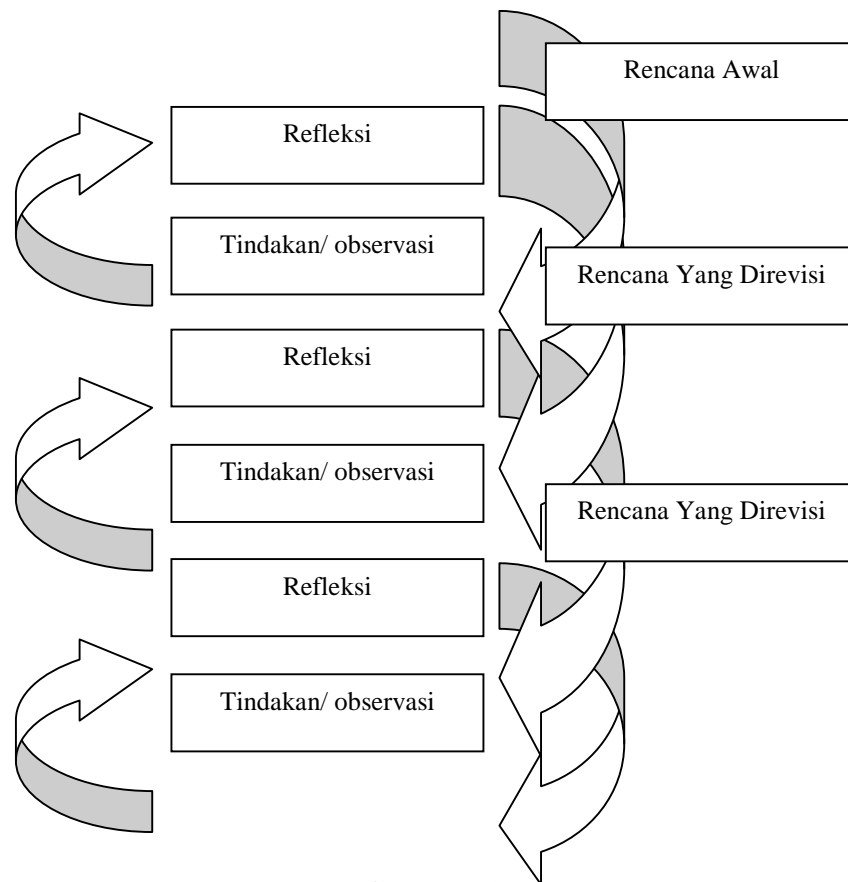 Rencana Awal
Refleksi
Tindakan/ observasi
Rencana Yang Direvisi
Refleksi
Tindakan/ observasi
Rencana Yang Direvisi
Refleksi
Tindakan/ observasi